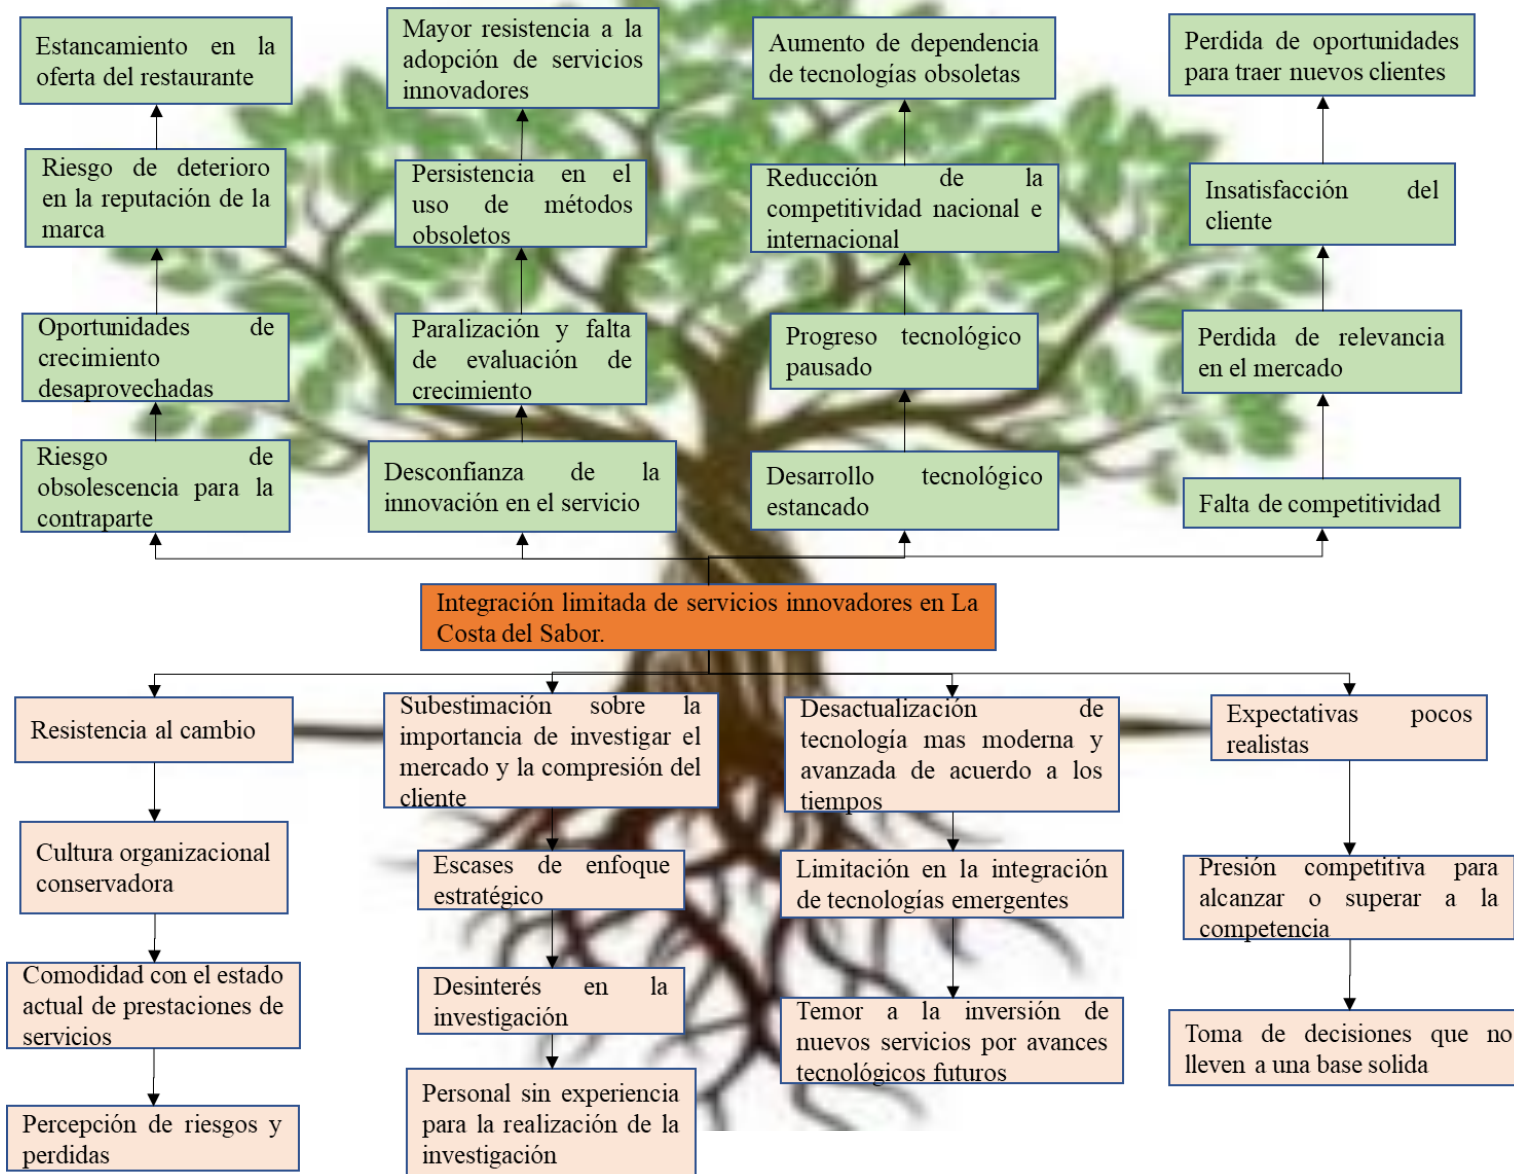 Estancamiento en la
oferta del restaurante
Mayor resistencia a la
adopción de servicios
innovadores
Aumento de dependencia
de tecnologías obsoletas
Perdida de oportunidades
para traer nuevos clientes
Riesgo de deterioro
en la reputación de la
marca
Persistencia en el
uso de métodos
obsoletos
Reducción de la
competitividad nacional e
internacional
Insatisfacción del
cliente
Oportunidades de
crecimiento
desaprovechadas
Paralización y falta
de evaluación de
crecimiento
Progreso tecnológico
pausado
Perdida de relevancia
en el mercado
Riesgo de
obsolescencia para la
contraparte
Desconfianza de la
innovación en el servicio
Desarrollo tecnológico
estancado
Falta de competitividad
Integración limitada de servicios innovadores en La
Costa del Sabor.
Resistencia al cambio
Subestimación sobre la
importancia de investigar el
mercado y la compresión del
cliente
Desactualización de
tecnología mas moderna y
avanzada de acuerdo a los
tiempos
Expectativas pocos
realistas
Cultura organizacional
conservadora
Escases de enfoque
estratégico
Limitación en la integración
de tecnologías emergentes
Presión competitiva para
alcanzar o superar a la
competencia
Comodidad con el estado
actual de prestaciones de
servicios
Desinterés en la
investigación
Temor a la inversión de
nuevos servicios por avances
tecnológicos futuros
Toma de decisiones que no
lleven a una base solida
Percepción de riesgos y
perdidas
Personal sin experiencia
para la realización de la
investigación